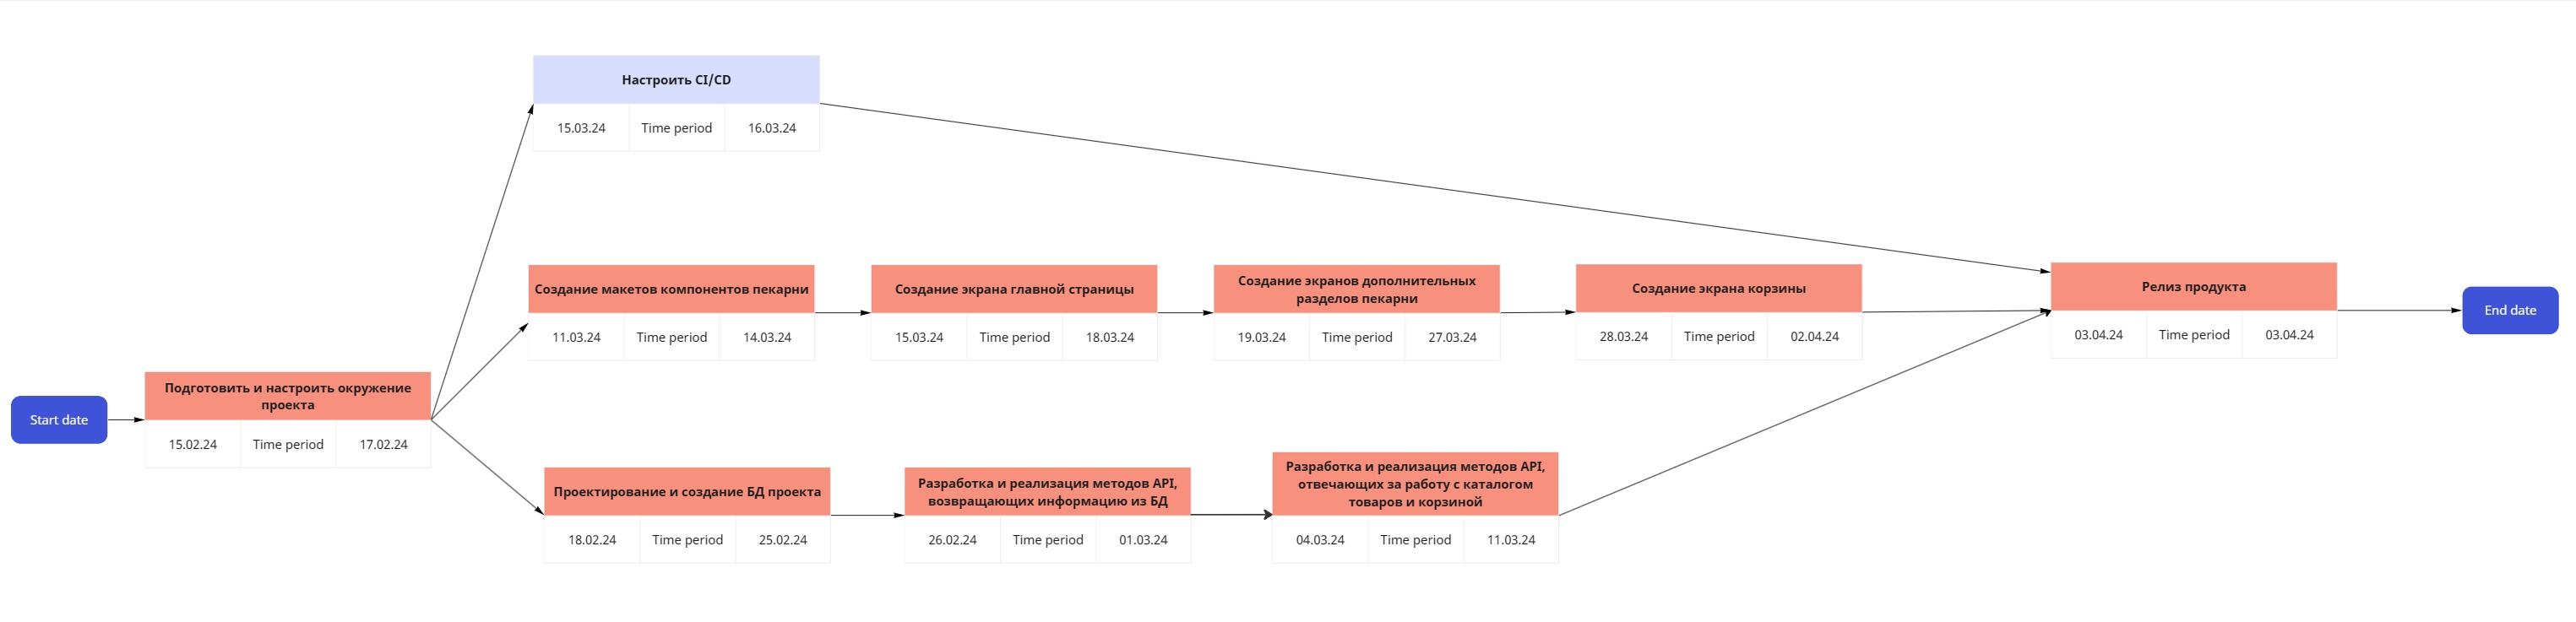 Настроить CI/CD
15.03.24 Time period 16.03.24
Создание макетов компонентов пекарни
11.03.24 Time period 14.03.24
Создание экрана главной страницы
15.03.24 Time period 18.03.24
Создание экранов дополнительных
разделов пекарни
19.03.24 Time period 27.03.24
Создание экрана корзины
28.03.24 Time period 02.04.24
Релиз продукта
03.04.24 Time period 03.04.24
End date
Start date
Подготовить и настроить окружение
проекта
15.02.24 Time period 17.02.24
Проектирование и создание БД проекта
18.02.24 Time period 25.02.24
Разработка и реализация методов API,
возвращающих информацию из БД
26.02.24 Time period 01.03.24
Разработка и реализация методов API,
отвечающих за работу с каталогом
товаров и корзиной
04.03.24 Time period 11.03.24